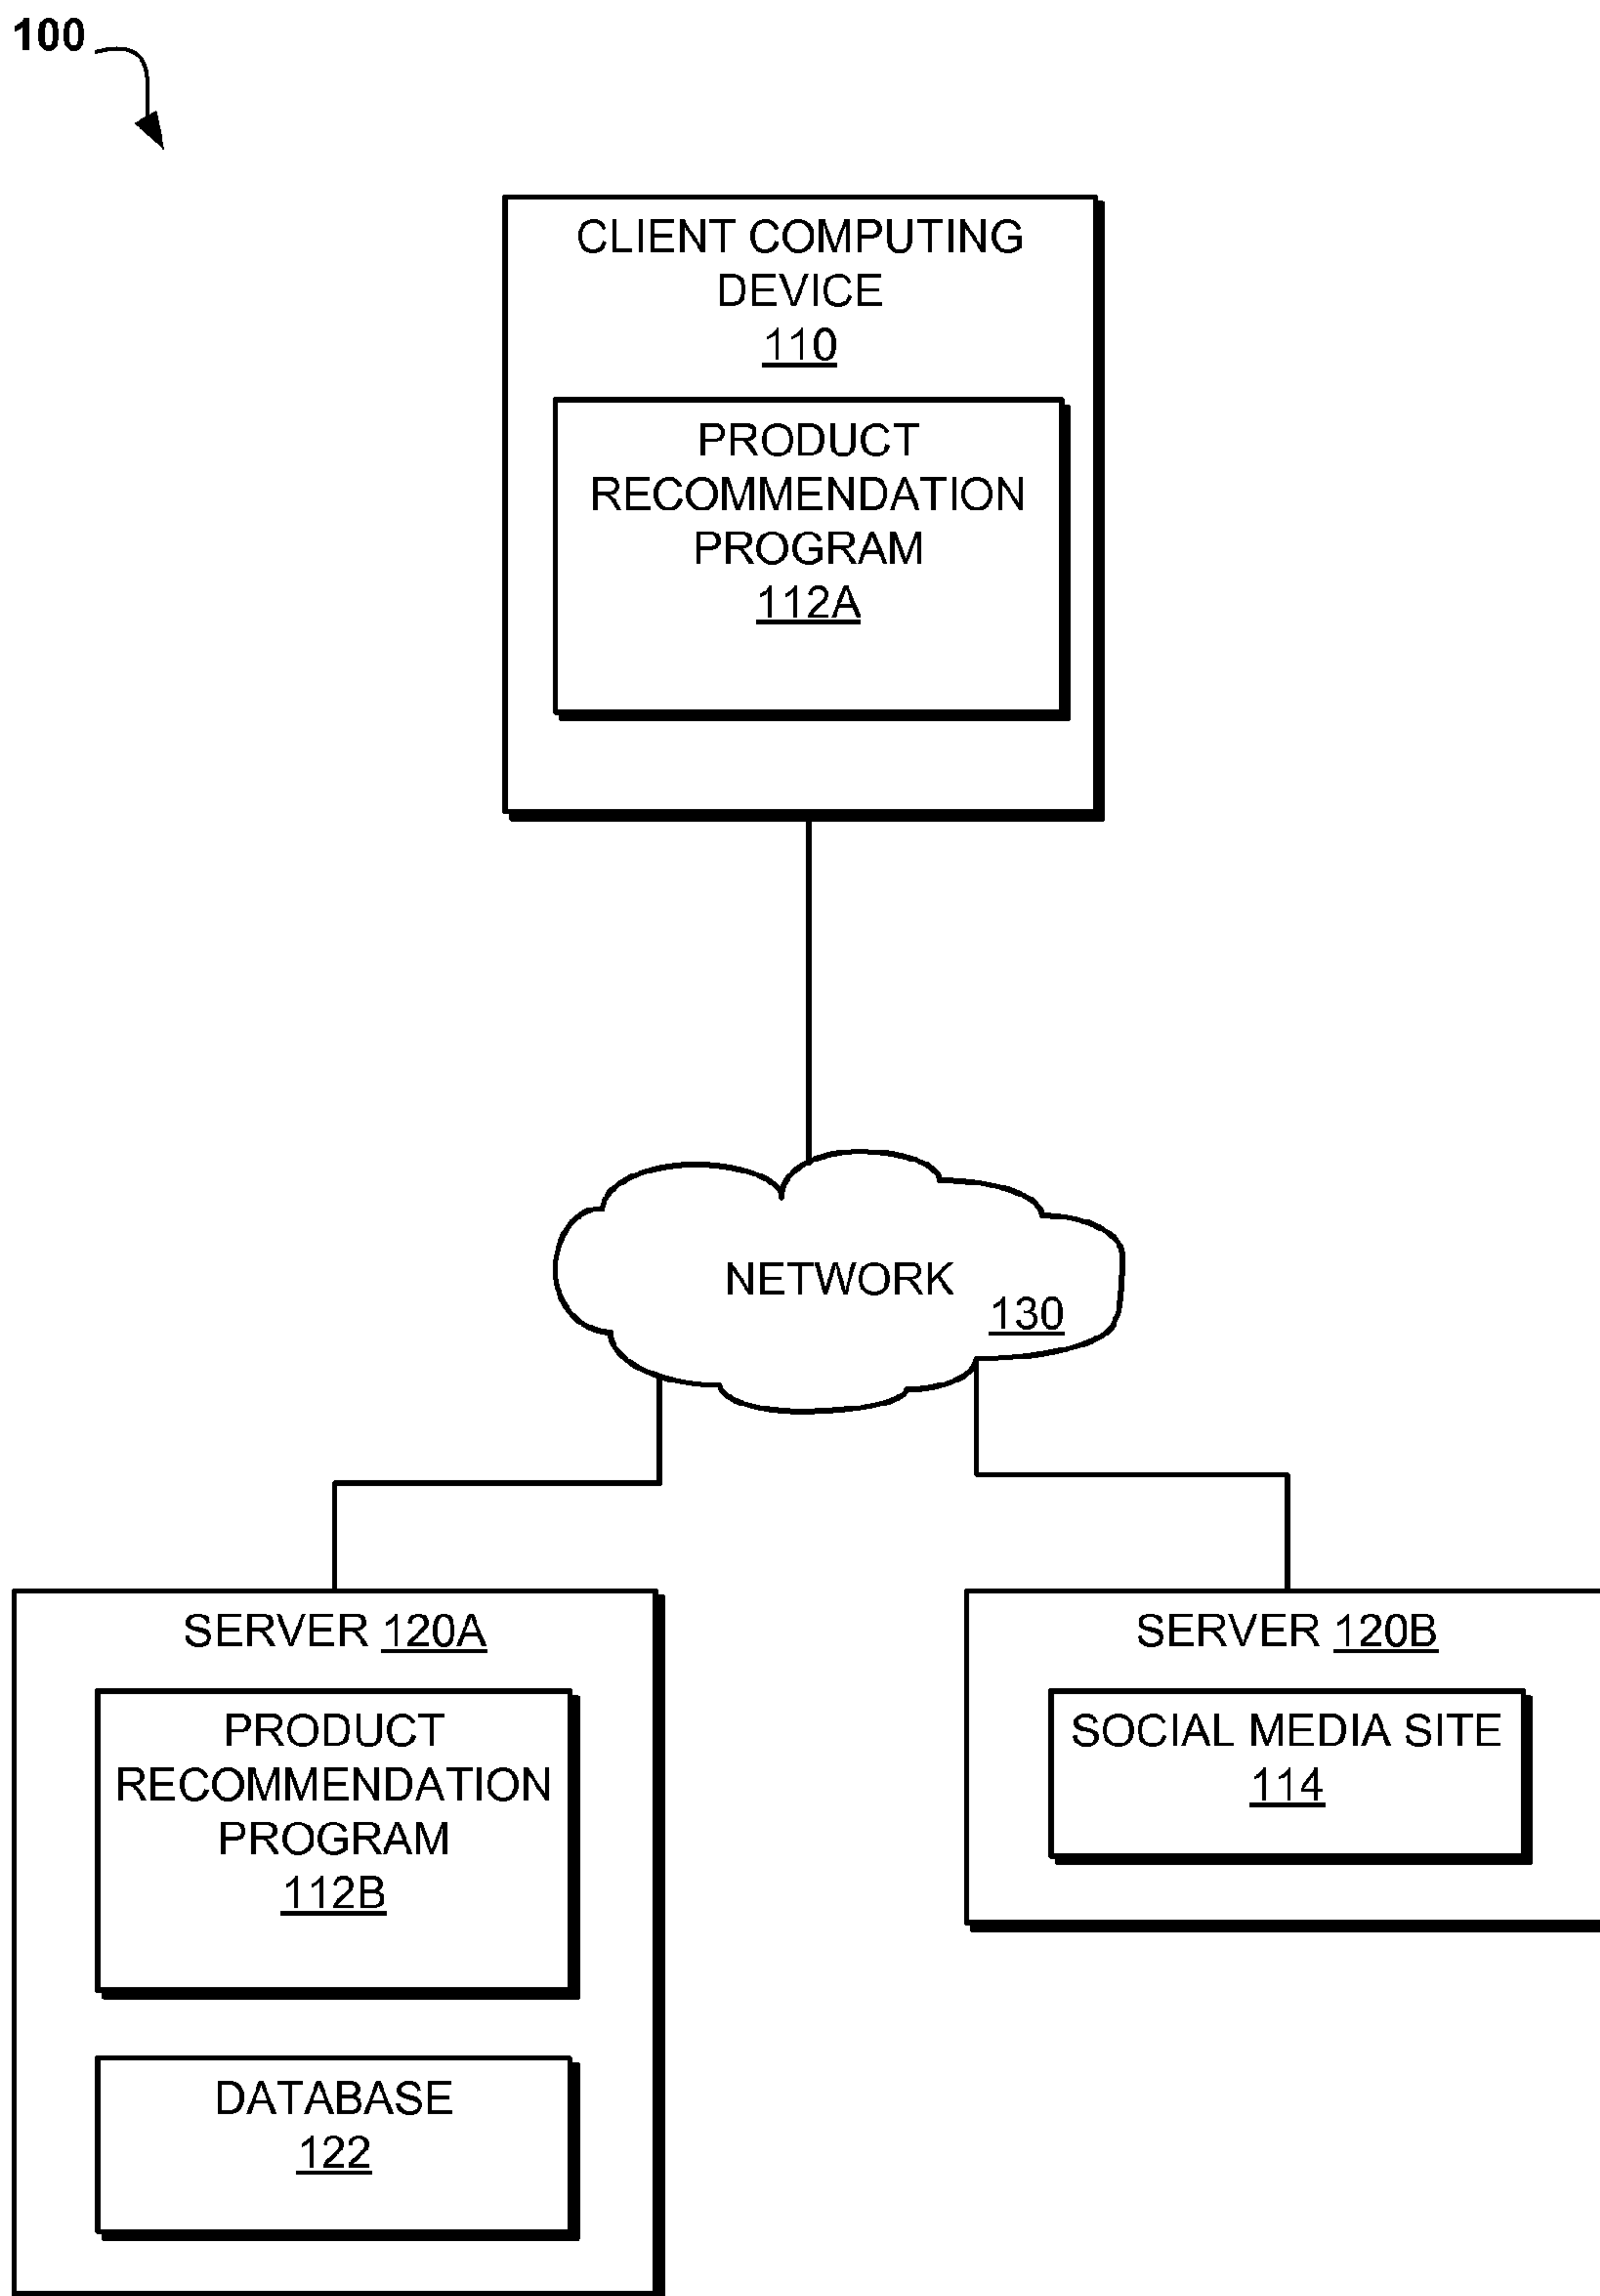 100
CLIENT COMPUTING
DEVICE
110
PRODUCT
RECOMMENDATION
PROGRAM
112A
NETWORK
130
SERVER 120A
PRODUCT
RECOMMENDATION
PROGRAM
112B
DATABASE
122
SERVER 120B
SOCIAL MEDIA SITE
114